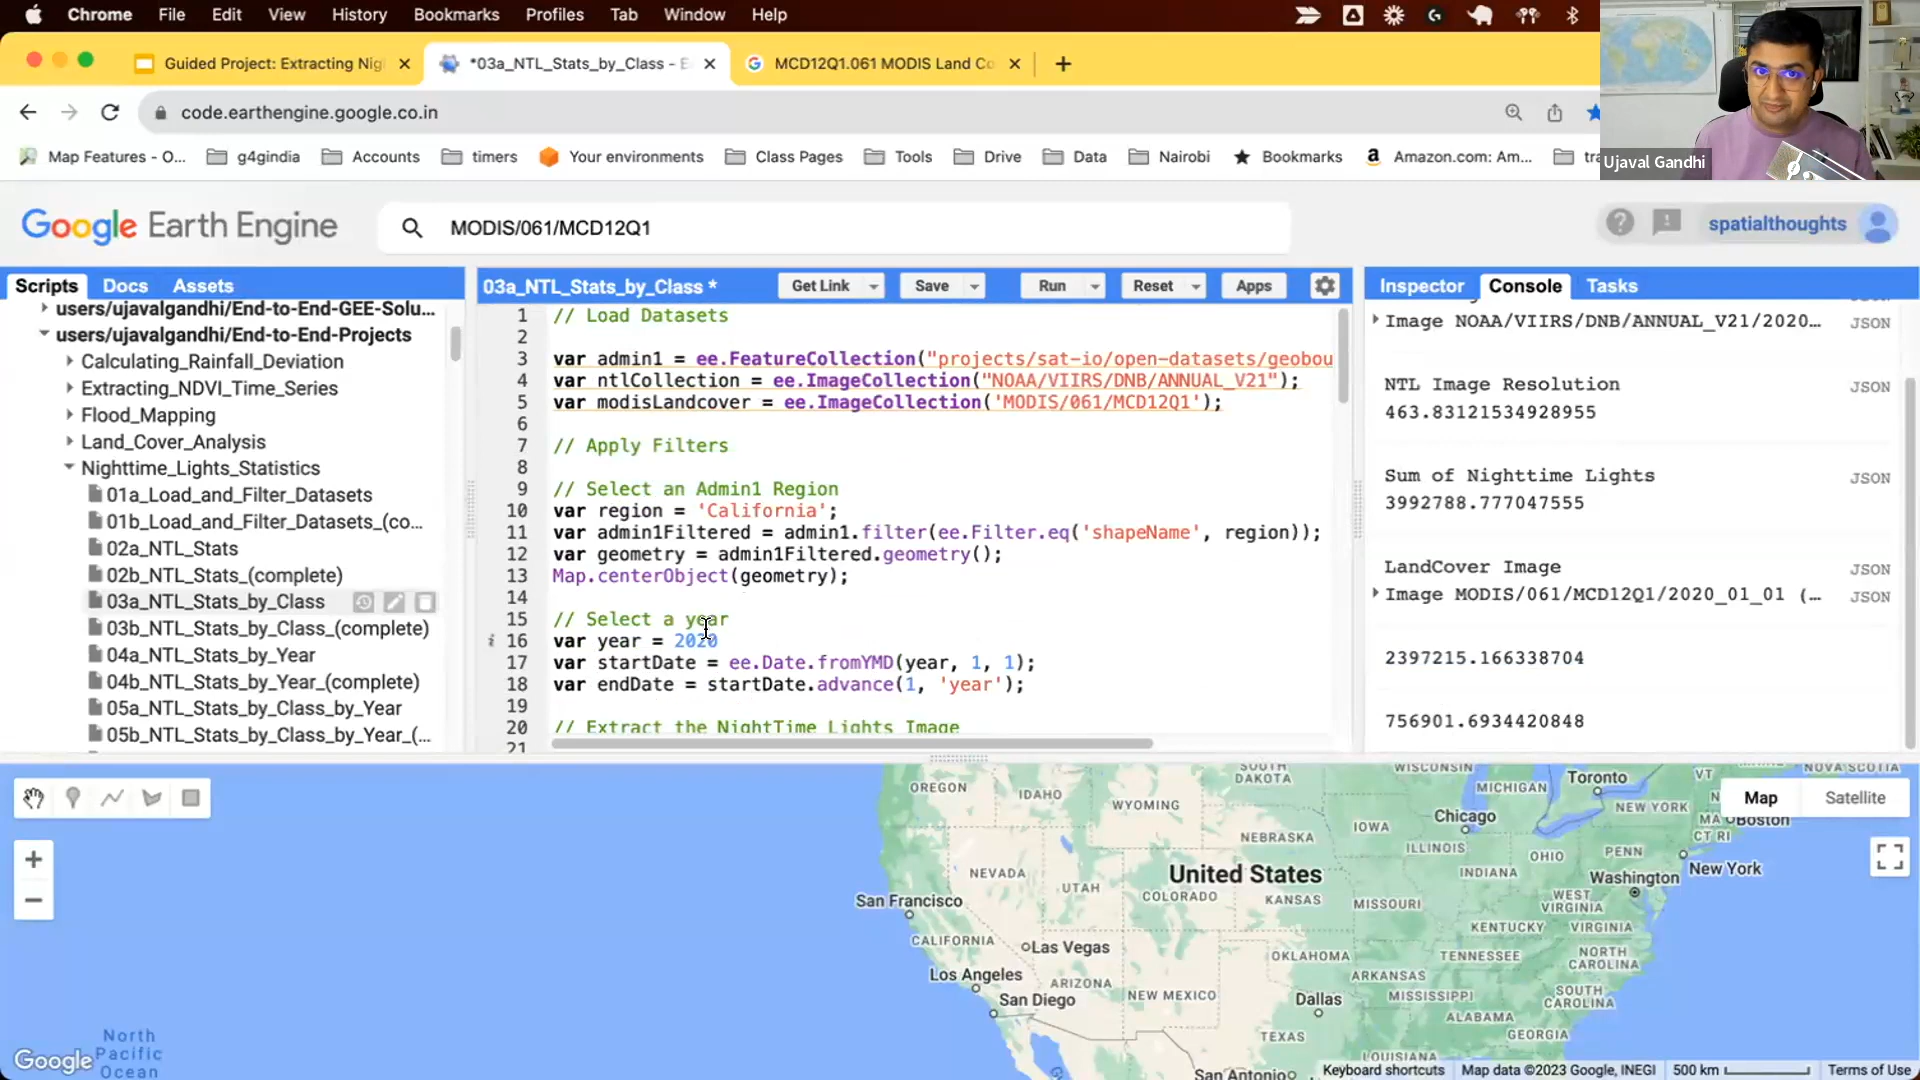 Chrome File Edit View History Bookmarks Profiles Tab Window Help
Guided Project: Extracting Nig
*03a_NTL_Stats_by_Class - E
MCD12Q1.061 MODIS Land Co
code.earthengine.google.co.in
Map Features - O... g4gindia Accounts timers Your environments Class Pages Tools Drive Data Nairobi Bookmarks Amazon.com: Am... tra
Ujaval Gandhi
Google Earth Engine
MODIS/061/MCD12Q1
spatialthoughts
Scripts Docs Assets
users/ujavalgandhi/End-to-End-GEE-Solu...
users/ujavalgandhi/End-to-End-Projects
Calculating_Rainfall_Deviation
Extracting_NDVI_Time_Series
Flood_Mapping
Land_Cover_Analysis
Nighttime_Lights_Statistics
01a_Load_and_Filter_Datasets
01b_Load_and_Filter_Datasets_(co...
02a_NTL_Stats
02b_NTL_Stats_(complete)
03a_NTL_Stats_by_Class
03b_NTL_Stats_by_Class_(complete)
04a_NTL_Stats_by_Year
04b_NTL_Stats_by_Year_(complete)
05a_NTL_Stats_by_Class_by_Year
05b_NTL_Stats_by_Class_by_Year_(...
03a_NTL_Stats_by_Class *
Get Link Save Run Reset Apps
1 // Load Datasets
2
3 var admin1 = ee.FeatureCollection("projects/sat-io/open-datasets/geobou
4 var ntlCollection = ee.ImageCollection("NOAA/VIIRS/DNB/ANNUAL_V21");
5 var modisLandcover = ee.ImageCollection('MODIS/061/MCD12Q1');
6
7 // Apply Filters
8
9 // Select an Admin1 Region
10 var region = 'California';
11 var admin1Filtered = admin1.filter(ee.Filter.eq('shapeName', region));
12 var geometry = admin1Filtered.geometry();
13 Map.centerObject(geometry);
14
15 // Select a year
i 16 var year = 2020
17 var startDate = ee.Date.fromYMD(year, 1, 1);
18 var endDate = startDate.advance(1, 'year');
19
20 // Extract the NightTime Lights Image
21
Inspector Console Tasks
Image NOAA/VIIRS/DNB/ANNUAL_V21/2020... JSON
NTL Image Resolution JSON
463.83121534928955
Sum of Nighttime Lights JSON
3992788.777047555
LandCover Image JSON
Image MODIS/061/MCD12Q1/2020_01_01 (... JSON
2397215.166338704
756901.6934420848
Map Satellite
OREGON
IDAHO
WYOMING
SOUTH
DAKOTA
WISCONSIN
MICHIGAN
Toronto
VT
NOVA SCOTIA
NEW YORK
MA
Boston
CT RI
NEBRASKA
IOWA
Chicago
ILLINOIS
OHIO
PENN
NEVADA
UTAH
COLORADO
United States
KANSAS
MISSOURI
INDIANA
Washington
New York
WEST
VIRGINIA
KENTUCKY
VIRGINIA
San Francisco
CALIFORNIA
Las Vegas
Los Angeles
ARIZONA
San Diego
NEW MEXICO
OKLAHOMA
ARKANSAS
TENNESSEE
NORTH
CAROLINA
Dallas
MISSISSIPPI
SOUTH
CAROLINA
ALABAMA
TEXAS
GEORGIA
LOUISIANA
San Antonio
North
Pacific
Ocean
Google
Keyboard shortcuts Map data ©2023 Google, INEGI 500 km Terms of Use